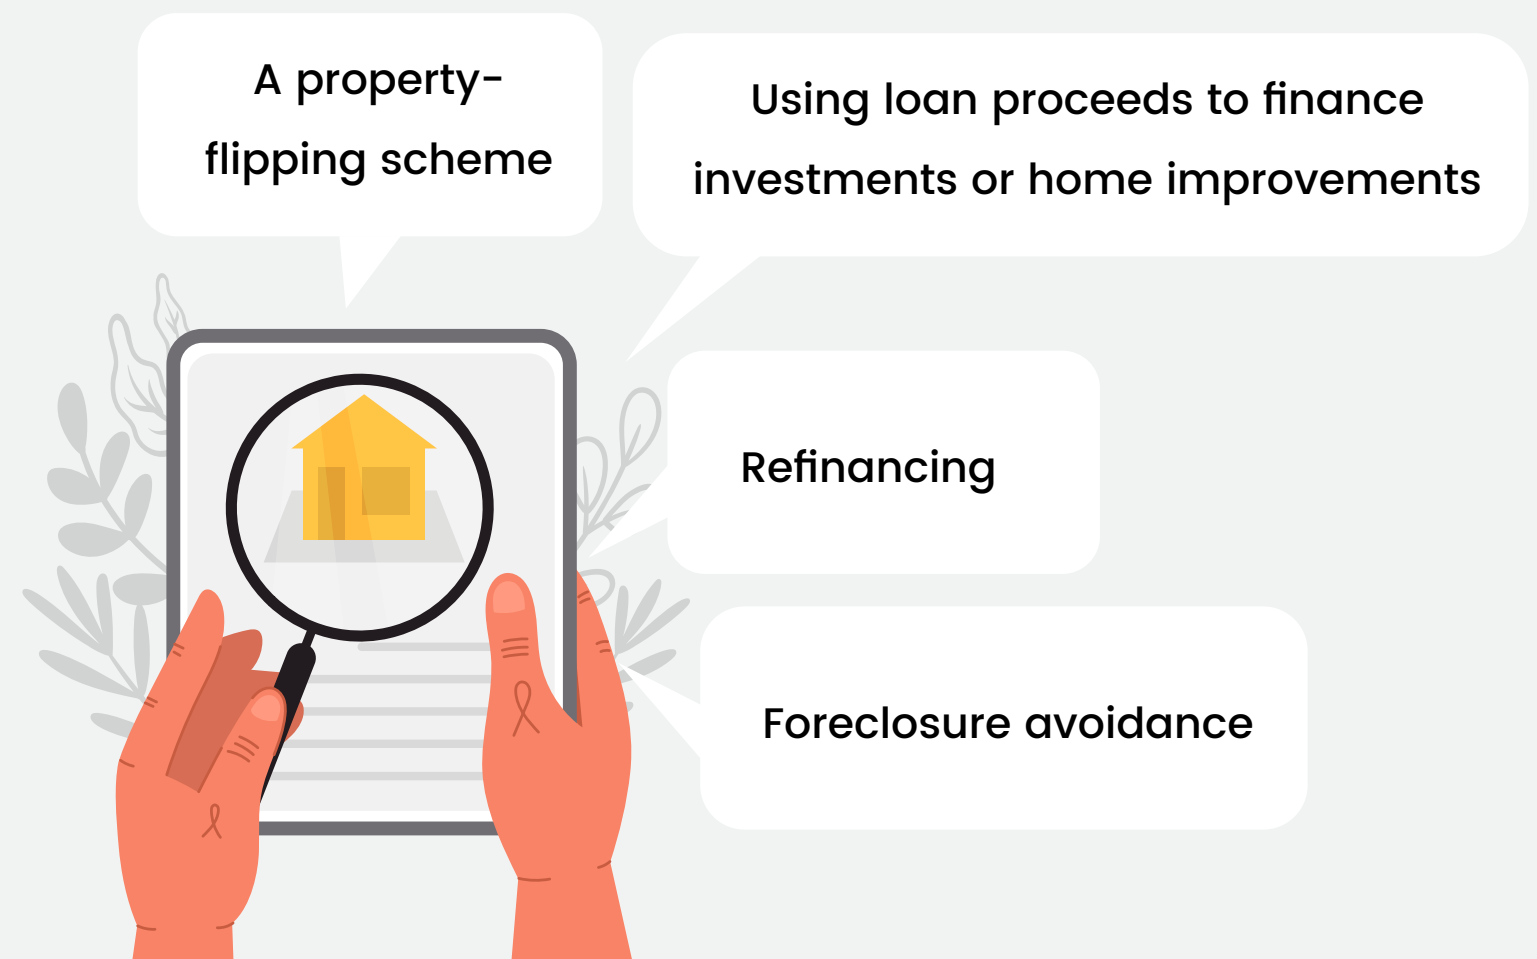 A property-
flipping scheme
Using loan proceeds to finance
investments or home improvements
Refinancing
Foreclosure avoidance